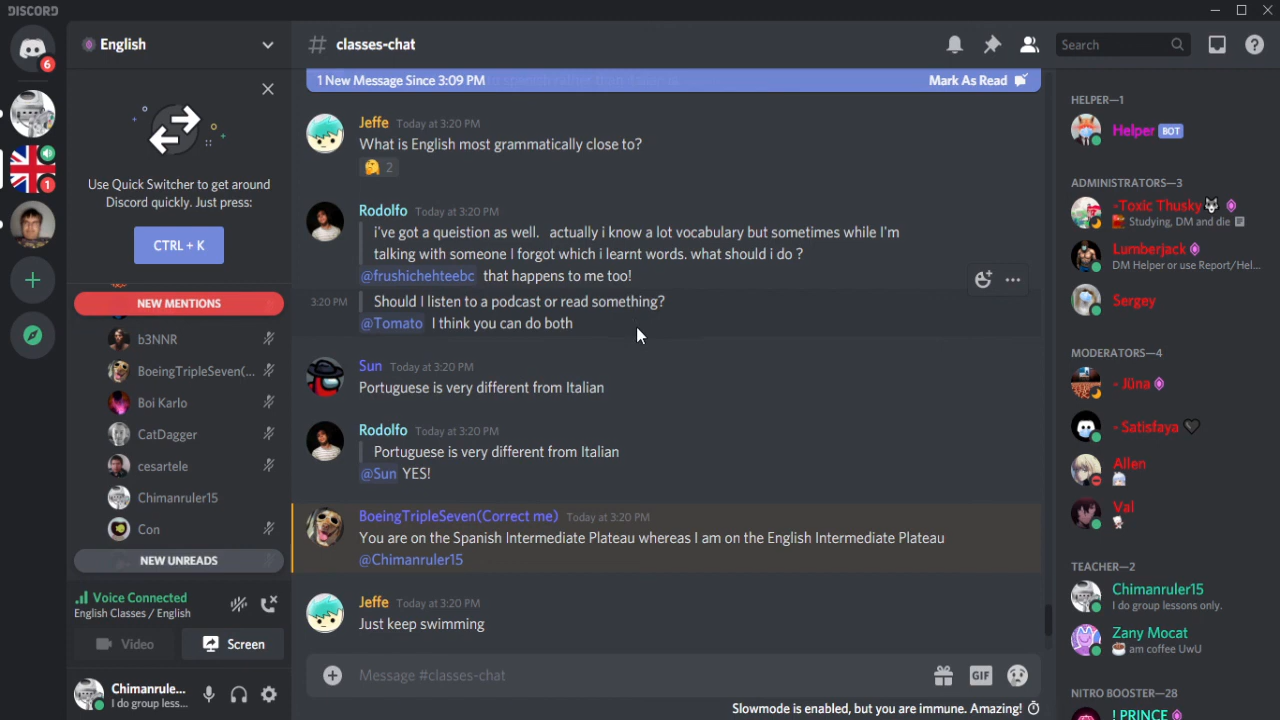 DISCORD
6
1
English
Use Quick Switcher to get around
Discord quickly. Just press:
CTRL + K
NEW MENTIONS
b3NNR
BoeingTripleSeven(...
Boi Karlo
CatDagger
cesartele
Chimanruler15
Con
NEW UNREADS
Voice Connected
English Classes / English
Video
Screen
Chimanrule...
I do group less...
# classes-chat
Search
1 New Message Since 3:09 PM
Mark As Read
Jeffe Today at 3:20 PM
What is English most grammatically close to?
2
Rodolfo Today at 3:20 PM
i've got a queistion as well. actually i know a lot vocabulary but sometimes while I'm
talking with someone I forgot which i learnt words. what should i do ?
@frushichehteebc that happens to me too!
3:20 PM Should I listen to a podcast or read something?
@Tomato I think you can do both
Sun Today at 3:20 PM
Portuguese is very different from Italian
Rodolfo Today at 3:20 PM
Portuguese is very different from Italian
@Sun YES!
BoeingTripleSeven(Correct me) Today at 3:20 PM
You are on the Spanish Intermediate Plateau whereas I am on the English Intermediate Plateau
@Chimanruler15
Jeffe Today at 3:20 PM
Just keep swimming
Message #classes-chat
GIF
Slowmode is enabled, but you are immune. Amazing!
HELPER—1
Helper BOT
ADMINISTRATORS—3
-Toxic Thusky
Studying, DM and die
Lumberjack
DM Helper or use Report/Hel...
Sergey
MODERATORS—4
- Jüna
- Satisfaya
Allen
Val
TEACHER—2
Chimanruler15
I do group lessons only.
Zany Mocat
am coffee UwU
NITRO BOOSTER—28
! PRINCE